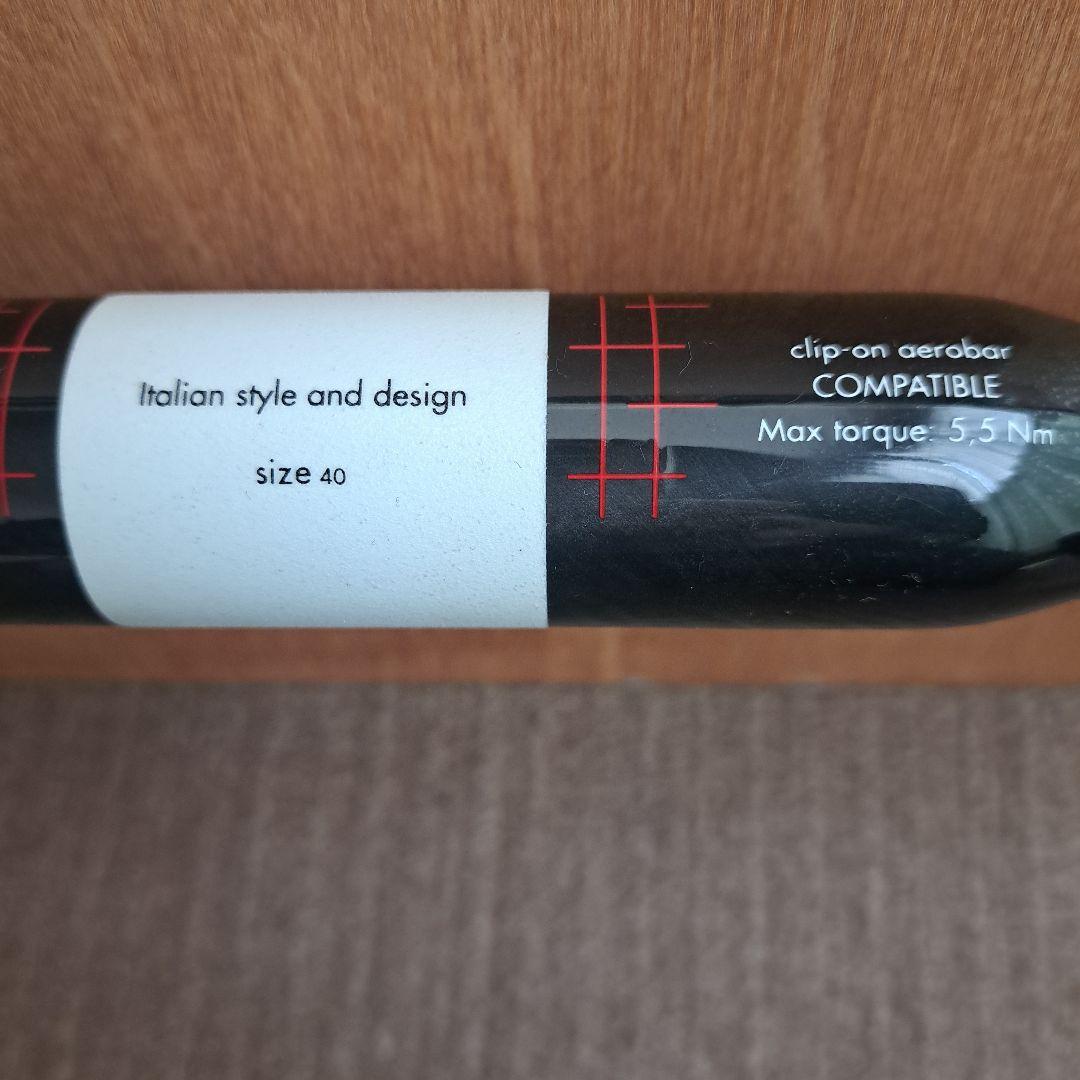 Italian style and design
size 40
clip-on aerobar
COMPATIBLE
Max torque: 5,5 Nm